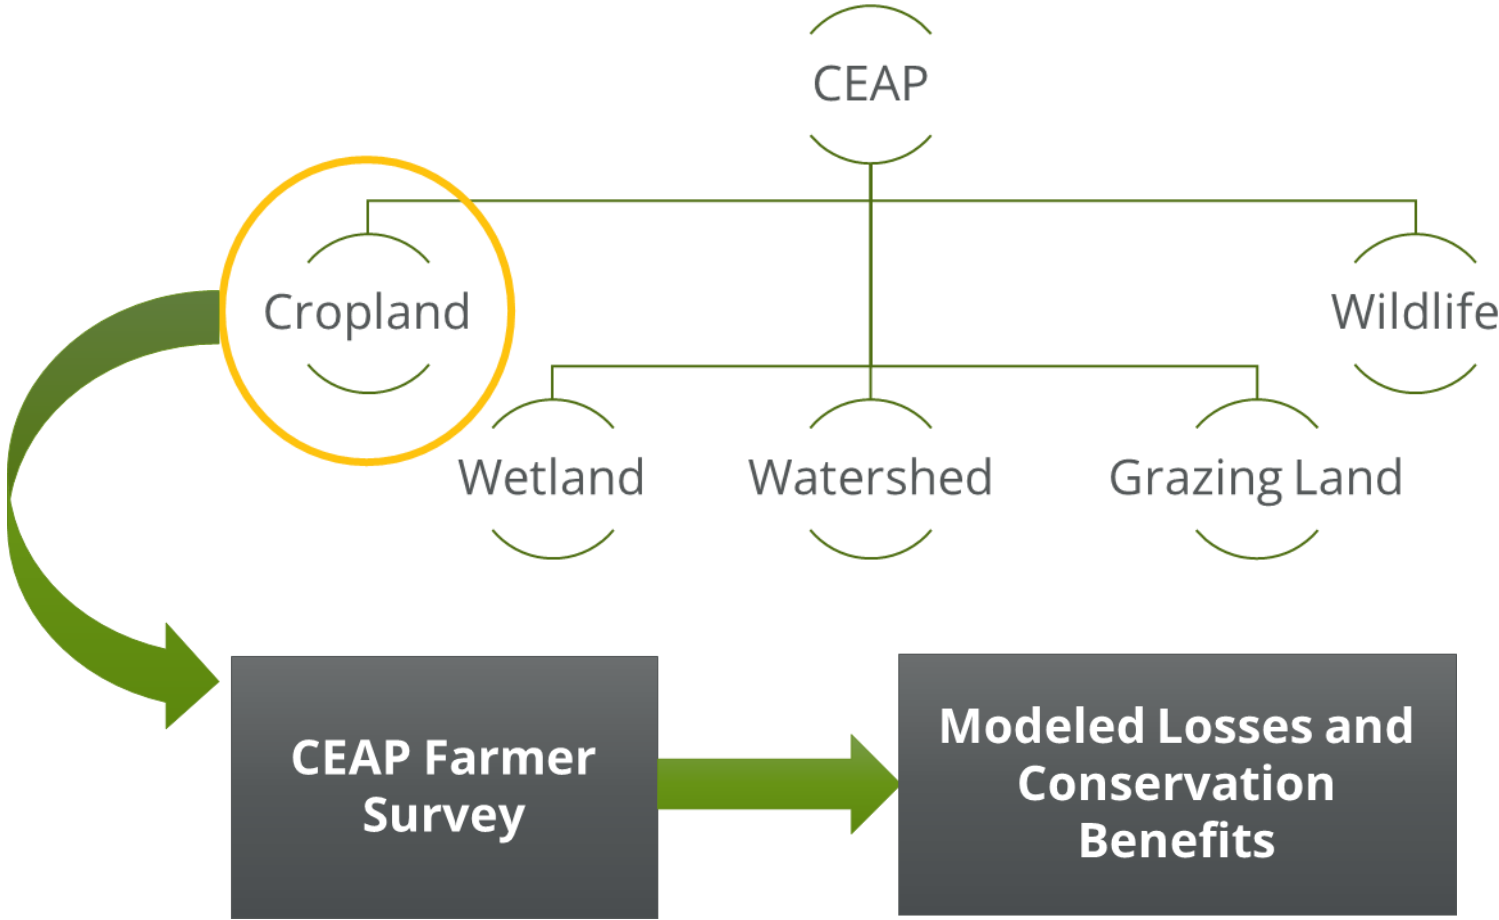 CEAP
Cropland
Wildlife
Wetland
Watershed
Grazing Land
CEAP Farmer
Survey
Modeled Losses and
Conservation
Benefits